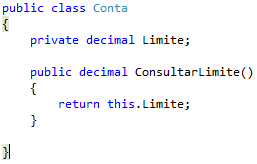 public class Conta
{
    private decimal Limite;
    public decimal ConsultarLimite()
    {
        return this.Limite;
    }
}